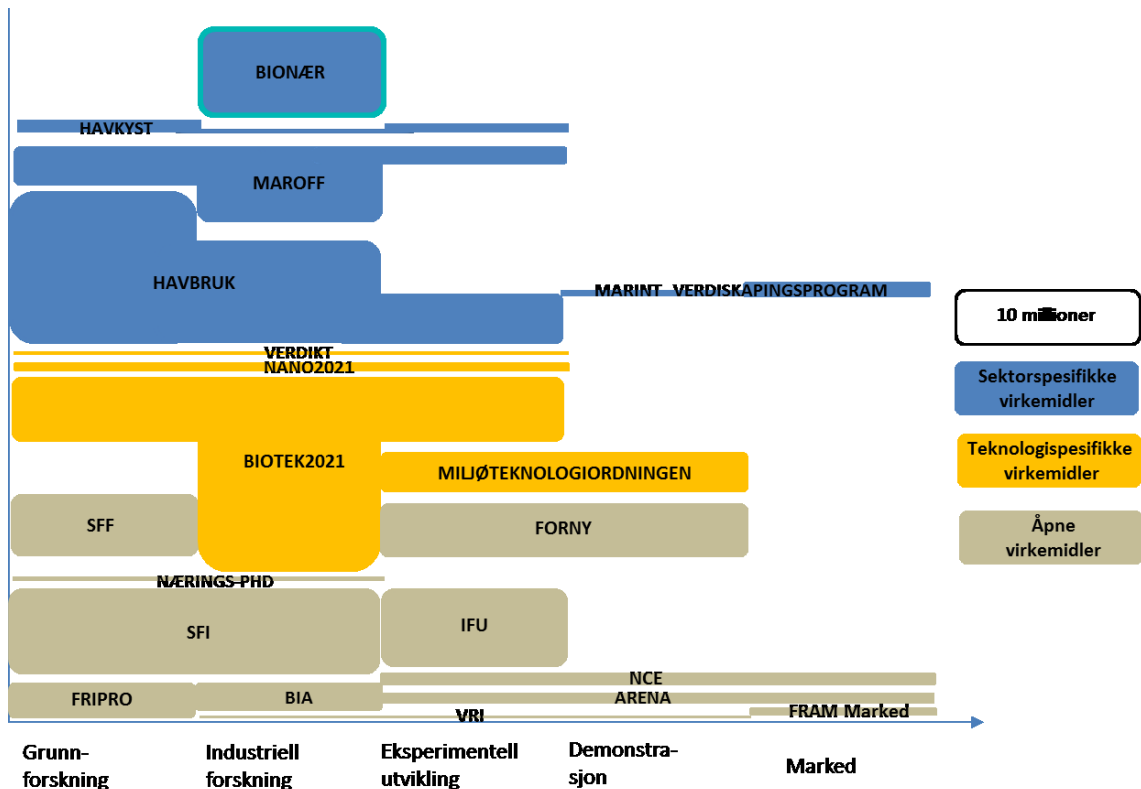 BIONÆR
HAVKYST
MAROFF
HAVBRUK
MARINT VERDISKAPINGSPROGRAM
10 millioner
VERDIKT
NANO2021
Sektorspesifikke
virkemidler
BIOTEK2021
MILJØTEKNOLOGIORDNINGEN
Teknologispesifikke
virkemidler
SFF
FORNY
Åpne
virkemidler
NÆRINGS-PHD
SFI
IFU
NCE
FRIPRO
BIA
ARENA
VRI
FRAM Marked
Grunn-
forskning
Industriell
forskning
Eksperimentell
utvikling
Demonstra-
sjon
Marked